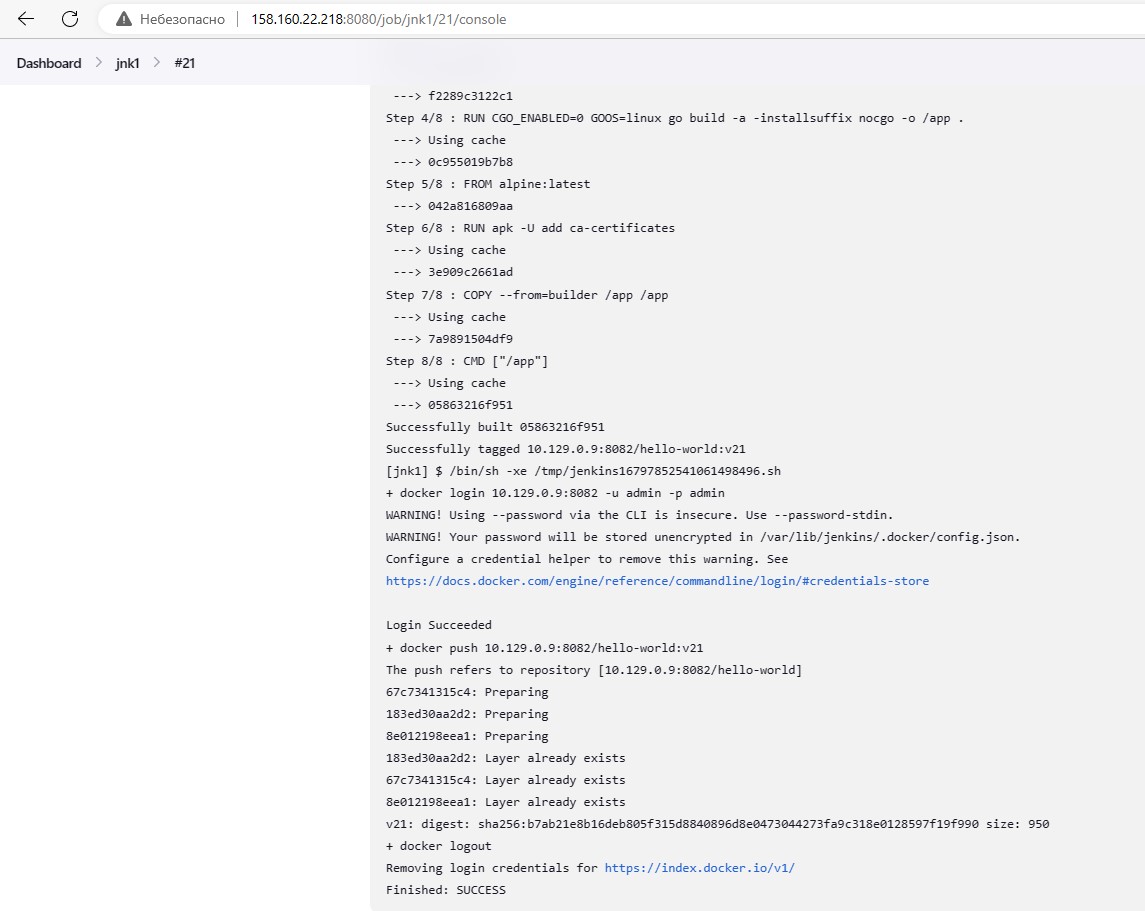 Небезопасно 158.160.22.218:8080/job/jnk1/21/console
Dashboard > jnk1 > #21
---> f2289c3122c1
Step 4/8 : RUN CGO_ENABLED=0 GOOS=linux go build -a -installsuffix nocgo -o /app .
---> Using cache
---> 0c955019b7b8
Step 5/8 : FROM alpine:latest
---> 042a816809aa
Step 6/8 : RUN apk -U add ca-certificates
---> Using cache
---> 3e909c2661ad
Step 7/8 : COPY --from=builder /app /app
---> Using cache
---> 7a9891504df9
Step 8/8 : CMD ["/app"]
---> Using cache
---> 05863216f951
Successfully built 05863216f951
Successfully tagged 10.129.0.9:8082/hello-world:v21
[jnk1] $ /bin/sh -xe /tmp/jenkins16797852541061498496.sh
+ docker login 10.129.0.9:8082 -u admin -p admin
WARNING! Using --password via the CLI is insecure. Use --password-stdin.
WARNING! Your password will be stored unencrypted in /var/lib/jenkins/.docker/config.json.
Configure a credential helper to remove this warning. See
https://docs.docker.com/engine/reference/commandline/login/#credentials-store
Login Succeeded
+ docker push 10.129.0.9:8082/hello-world:v21
The push refers to repository [10.129.0.9:8082/hello-world]
67c7341315c4: Preparing
183ed30aa2d2: Preparing
8e012198eea1: Preparing
183ed30aa2d2: Layer already exists
67c7341315c4: Layer already exists
8e012198eea1: Layer already exists
v21: digest: sha256:b7ab21e8b16deb805f315d8840896d8e0473044273fa9c318e0128597f19f990 size: 950
+ docker logout
Removing login credentials for https://index.docker.io/v1/
Finished: SUCCESS